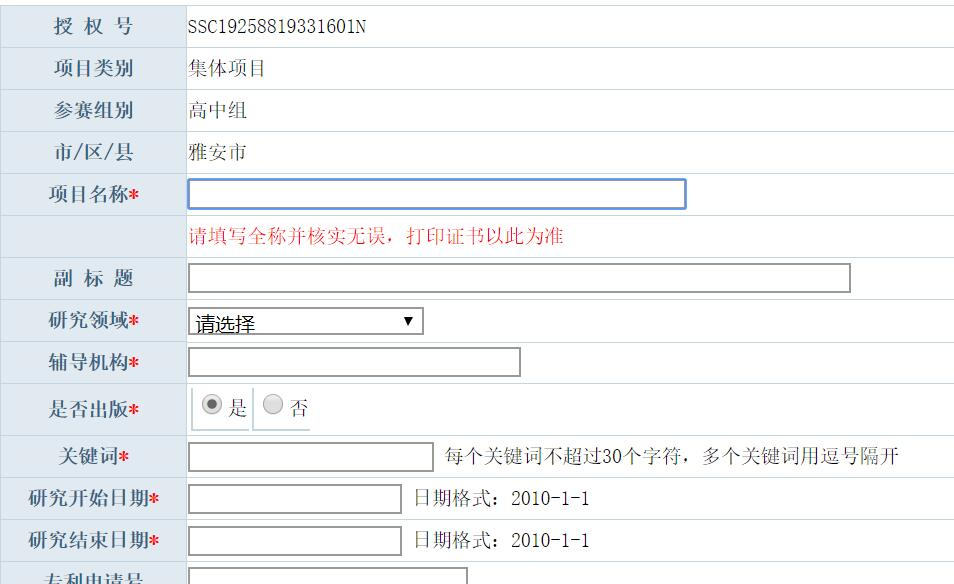 授 权 号 SSC19258819331601N
项目类别 集体项目
参赛组别 高中组
市/区/县 雅安市
项目名称*
请填写全称并核实无误，打印证书以此为准
副 标 题
研究领域* 请选择
辅导机构*
是否出版* 是 否
关键词* 每个关键词不超过30个字符，多个关键词用逗号隔开
研究开始日期* 日期格式：2010-1-1
研究结束日期* 日期格式：2010-1-1
专利申请号